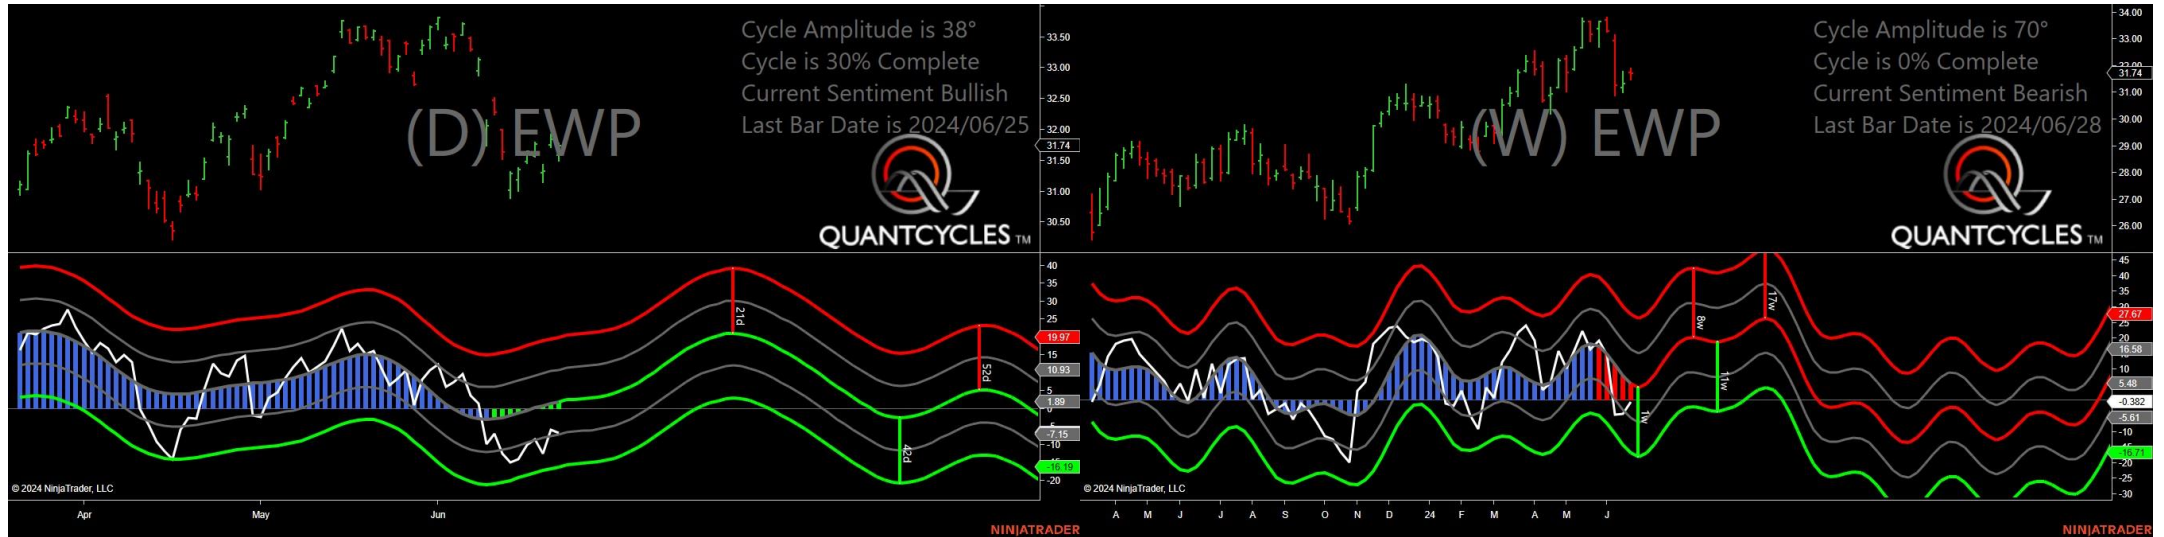 Cycle Amplitude is 38°
Cycle is 30% Complete
Current Sentiment Bullish
Last Bar Date is 2024/06/25
(D) EWP
QUANTCYCLES TM
33.50
33.00
32.50
32.00
31.74
31.50
31.00
30.50
40
35
30
25
19.97
15
10.93
5
1.89
-7.15
-10
-16.19
-20
21d
42d
52d
© 2024 NinjaTrader, LLC
Apr May Jun
NINJATRADER
Cycle Amplitude is 70°
Cycle is 0% Complete
Current Sentiment Bearish
Last Bar Date is 2024/06/28
(W) EWP
QUANTCYCLES TM
34.00
33.00
31.74
31.00
30.00
29.00
28.00
27.00
26.00
45
40
35
27.67
25
16.58
10
5.48
-0.382
-5.61
-10
-16.71
-20
-25
-30
1w
8w
11w
17w
© 2024 NinjaTrader, LLC
A M J J A S O N D 24 F M A M J
NINJATRADER